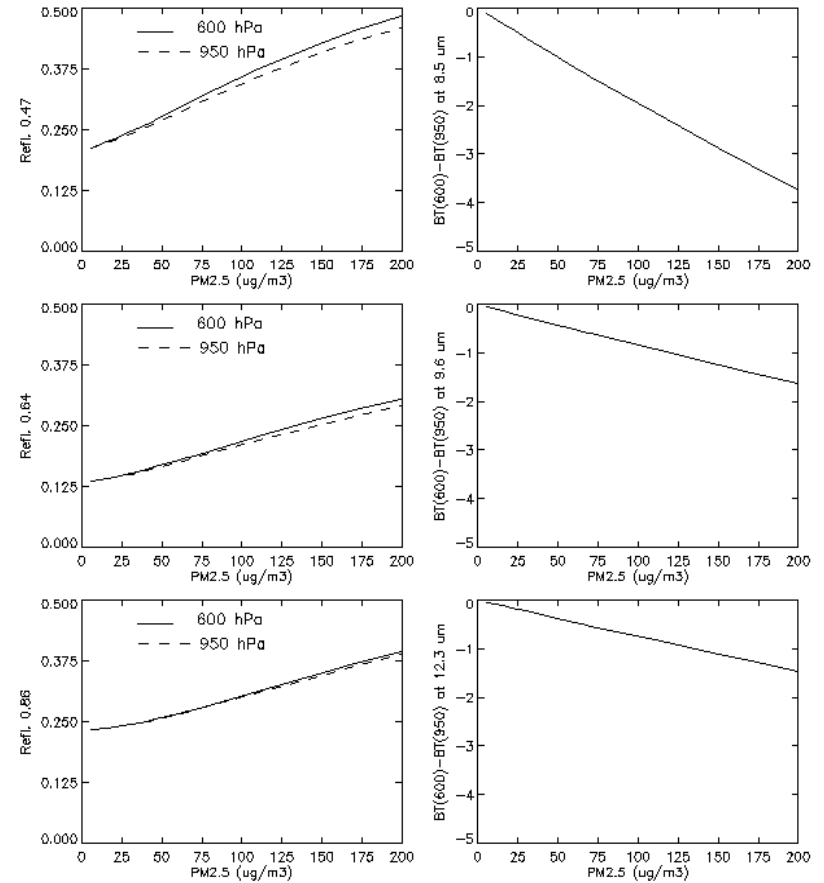 0.500
0.375
0.250
0.125
0.000
Refl. 0.47
600 hPa
950 hPa
0 25 50 75 100 125 150 175 200
PM2.5 (ug/m3)
0
-1
-2
-3
-4
-5
BT(600)-BT(950) at 8.5 um
0 25 50 75 100 125 150 175 200
PM2.5 (ug/m3)
0.500
0.375
0.250
0.125
0.000
Refl. 0.64
600 hPa
950 hPa
0 25 50 75 100 125 150 175 200
PM2.5 (ug/m3)
0
-1
-2
-3
-4
-5
BT(600)-BT(950) at 9.6 um
0 25 50 75 100 125 150 175 200
PM2.5 (ug/m3)
0.500
0.375
0.250
0.125
0.000
Refl. 0.86
600 hPa
950 hPa
0 25 50 75 100 125 150 175 200
PM2.5 (ug/m3)
0
-1
-2
-3
-4
-5
BT(600)-BT(950) at 12.3 um
0 25 50 75 100 125 150 175 200
PM2.5 (ug/m3)